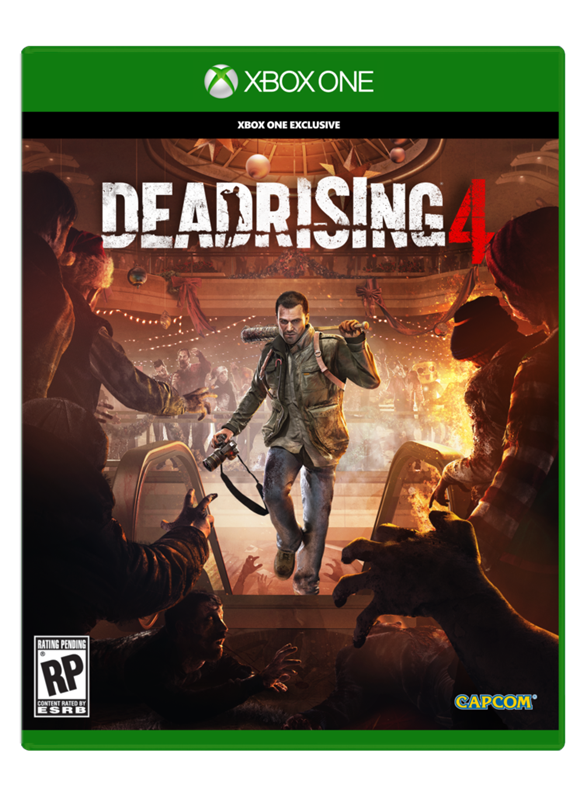 XBOX ONE
XBOX ONE EXCLUSIVE
DEADRISING 4
RATING PENDING
RP
CONTENT RATED BY
ESRB
CAPCOM®